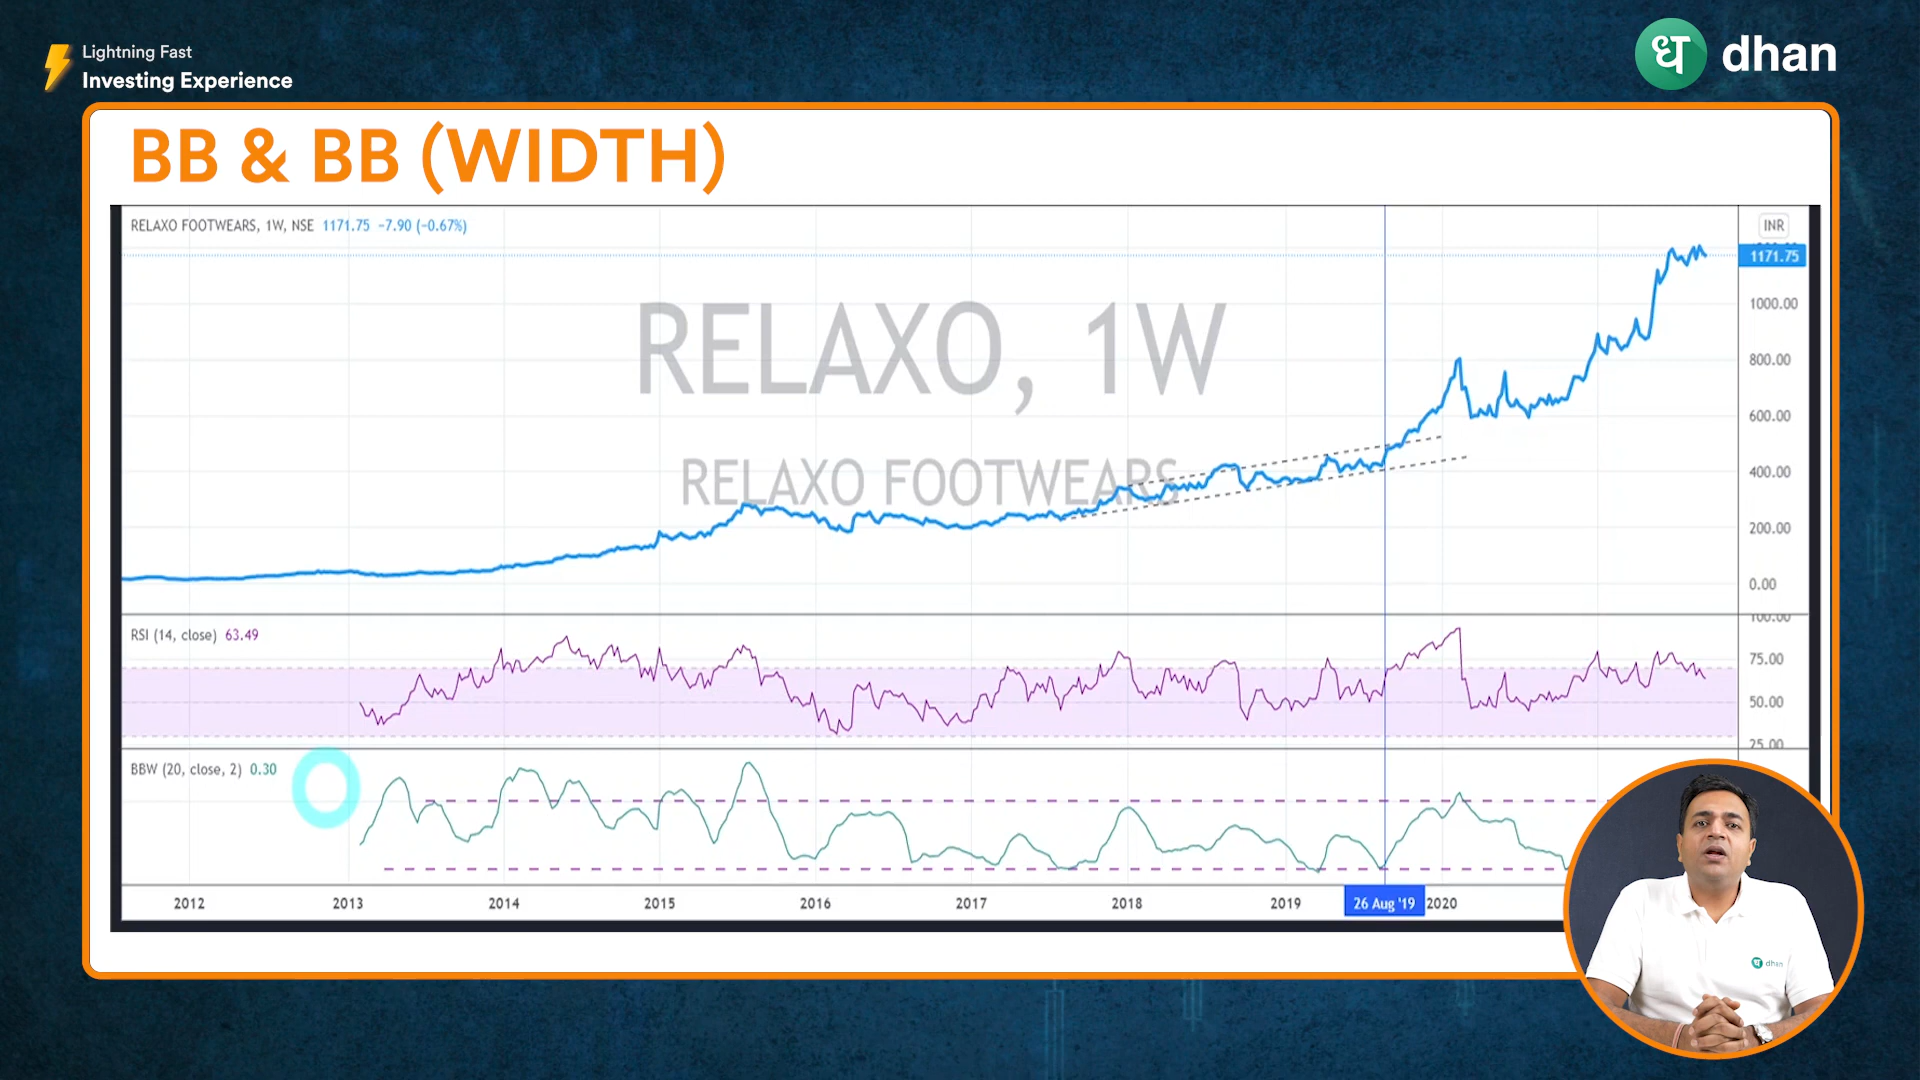 Lightning Fast
Investing Experience
ध dhan
BB & BB (WIDTH)
RELAXO FOOTWEARS, 1W, NSE 1171.75 −7.90 (−0.67%)
INR
1171.75
RELAXO, 1W
RELAXO FOOTWEARS
1000.00
800.00
600.00
400.00
200.00
0.00
RSI (14, close) 63.49
100.00
75.00
50.00
25.00
BBW (20, close, 2) 0.30
2012 2013 2014 2015 2016 2017 2018 2019 26 Aug '19 2020
ध dhan